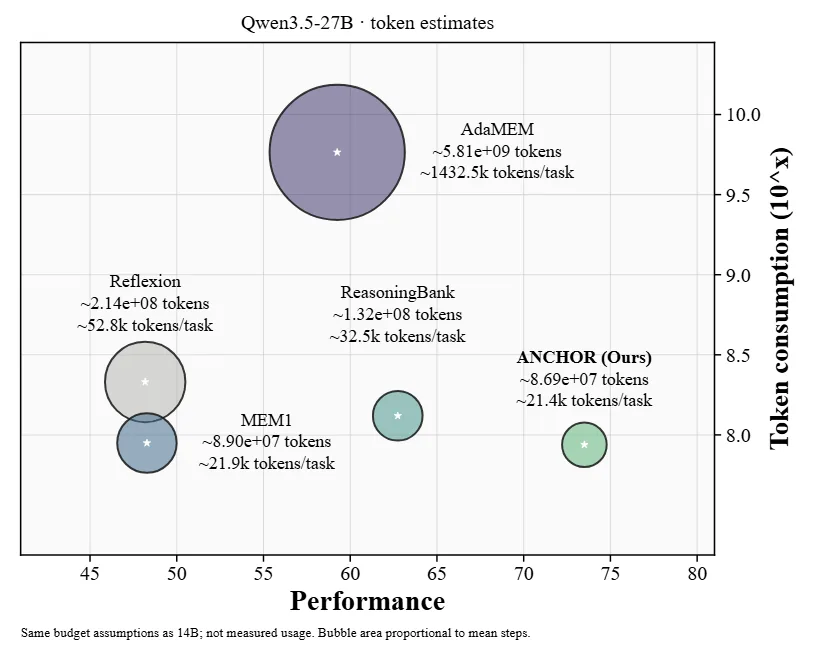 Qwen3.5-27B · token estimates
AdaMEM
~5.81e+09 tokens
~1432.5k tokens/task
Reflexion
~2.14e+08 tokens
~52.8k tokens/task
ReasoningBank
~1.32e+08 tokens
~32.5k tokens/task
ANCHOR (Ours)
~8.69e+07 tokens
~21.4k tokens/task
MEM1
~8.90e+07 tokens
~21.9k tokens/task
10.0
9.5
9.0
8.5
8.0
Token consumption (10^x)
45 50 55 60 65 70 75 80
Performance
Same budget assumptions as 14B; not measured usage. Bubble area proportional to mean steps.